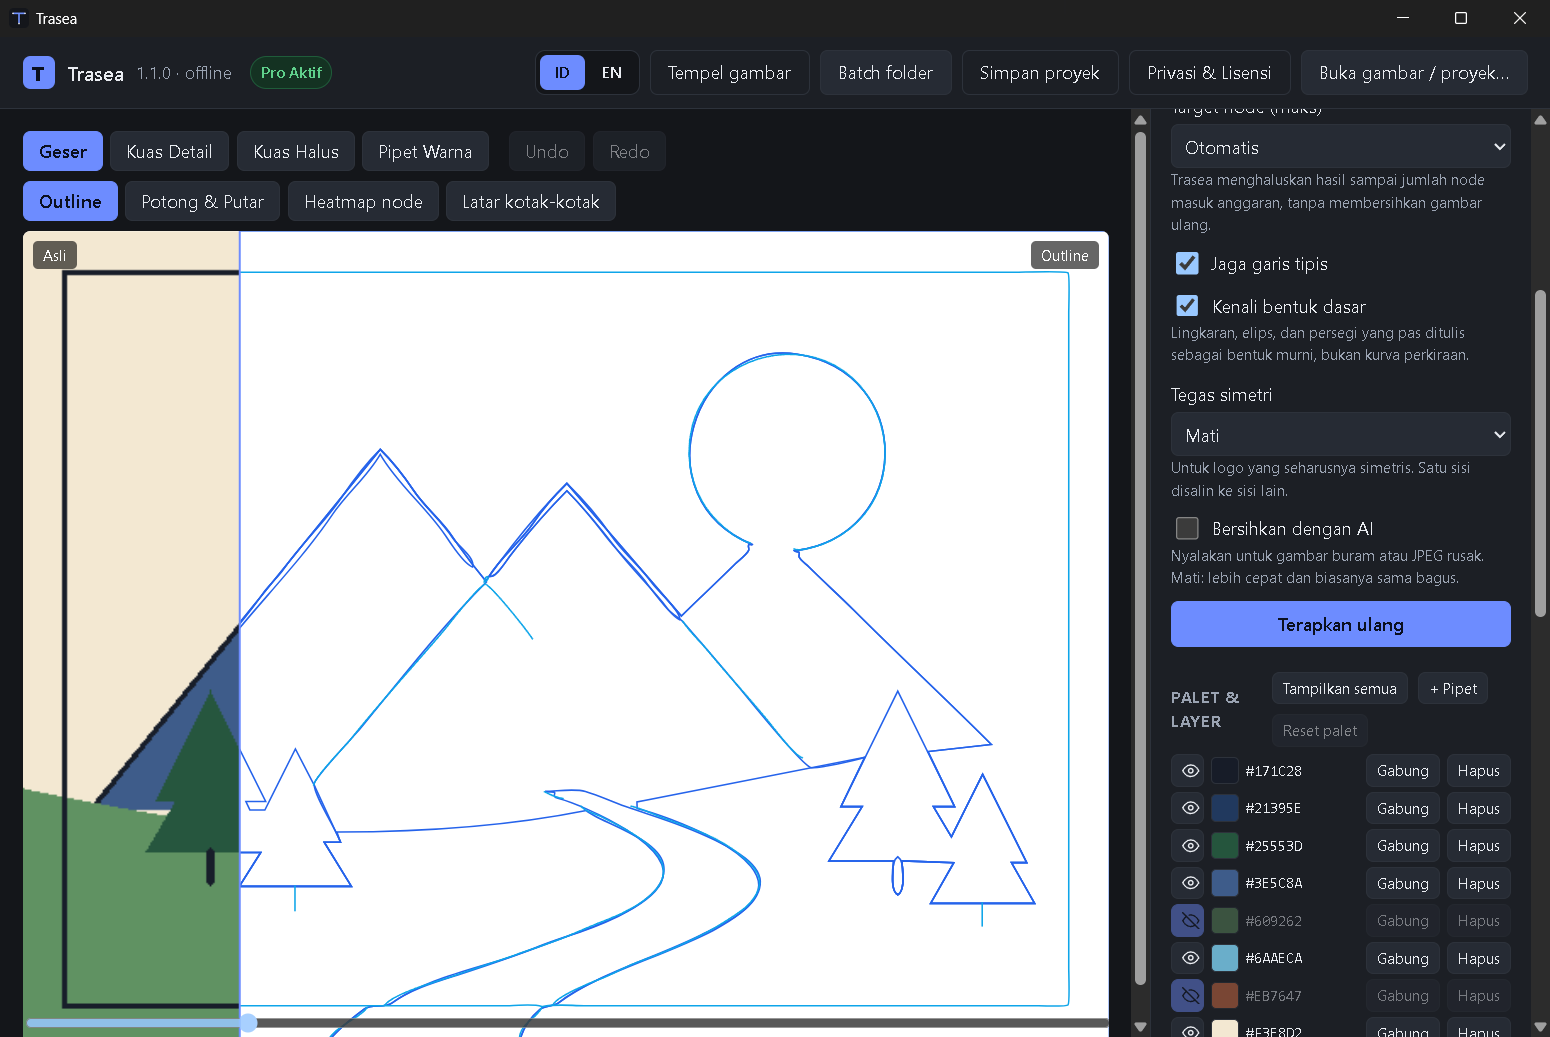 Trasea
T Trasea 1.1.0 · offline Pro Aktif ID EN Tempel gambar Batch folder Simpan proyek Privasi & Lisensi Buka gambar / proyek...
Geser Kuas Detail Kuas Halus Pipet Warna Undo Redo
Outline Potong & Putar Heatmap node Latar kotak-kotak
Asli Outline
Target node (maks)
Otomatis
Trasea menghaluskan hasil sampai jumlah node
masuk anggaran, tanpa membersihkan gambar
ulang.
Jaga garis tipis
Kenali bentuk dasar
Lingkaran, elips, dan persegi yang pas ditulis
sebagai bentuk murni, bukan kurva perkiraan.
Tegas simetri
Mati
Untuk logo yang seharusnya simetris. Satu sisi
disalin ke sisi lain.
Bersihkan dengan AI
Nyalakan untuk gambar buram atau JPEG rusak.
Mati: lebih cepat dan biasanya sama bagus.
Terapkan ulang
PALET &
LAYER
Tampilkan semua + Pipet
Reset palet
#171C28 Gabung Hapus
#21395E Gabung Hapus
#25553D Gabung Hapus
#3E5C8A Gabung Hapus
#609262 Gabung Hapus
#6AAECA Gabung Hapus
#EB7647 Gabung Hapus
#F3E8D2 Gabung Hapus